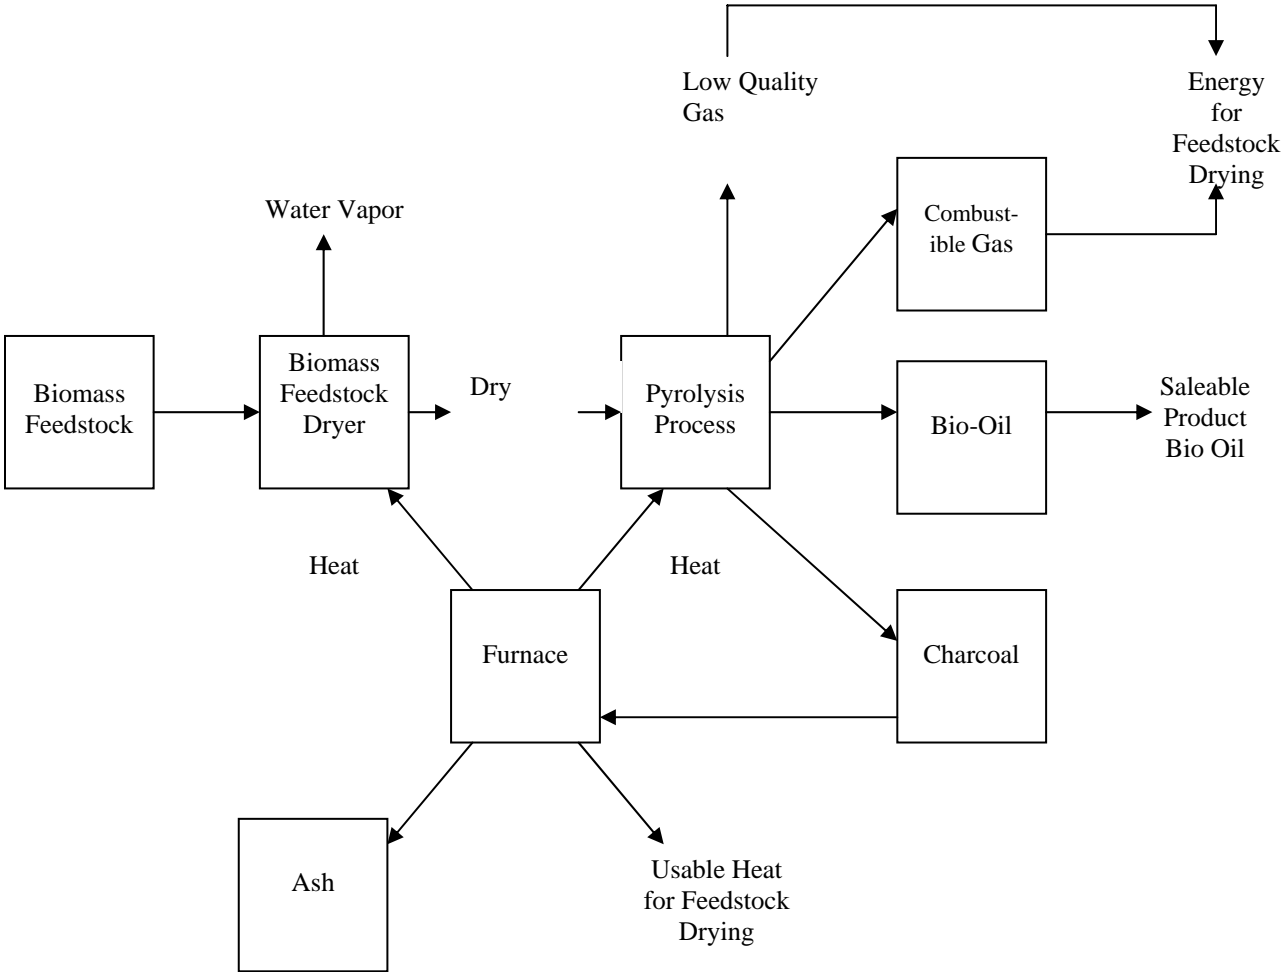 Low Quality
Gas
Energy
for
Feedstock
Drying
Water Vapor
Combust-
ible Gas
Biomass
Feedstock
Biomass
Feedstock
Dryer
Dry
Pyrolysis
Process
Bio-Oil
Saleable
Product
Bio Oil
Heat
Heat
Furnace
Charcoal
Ash
Usable Heat
for Feedstock
Drying